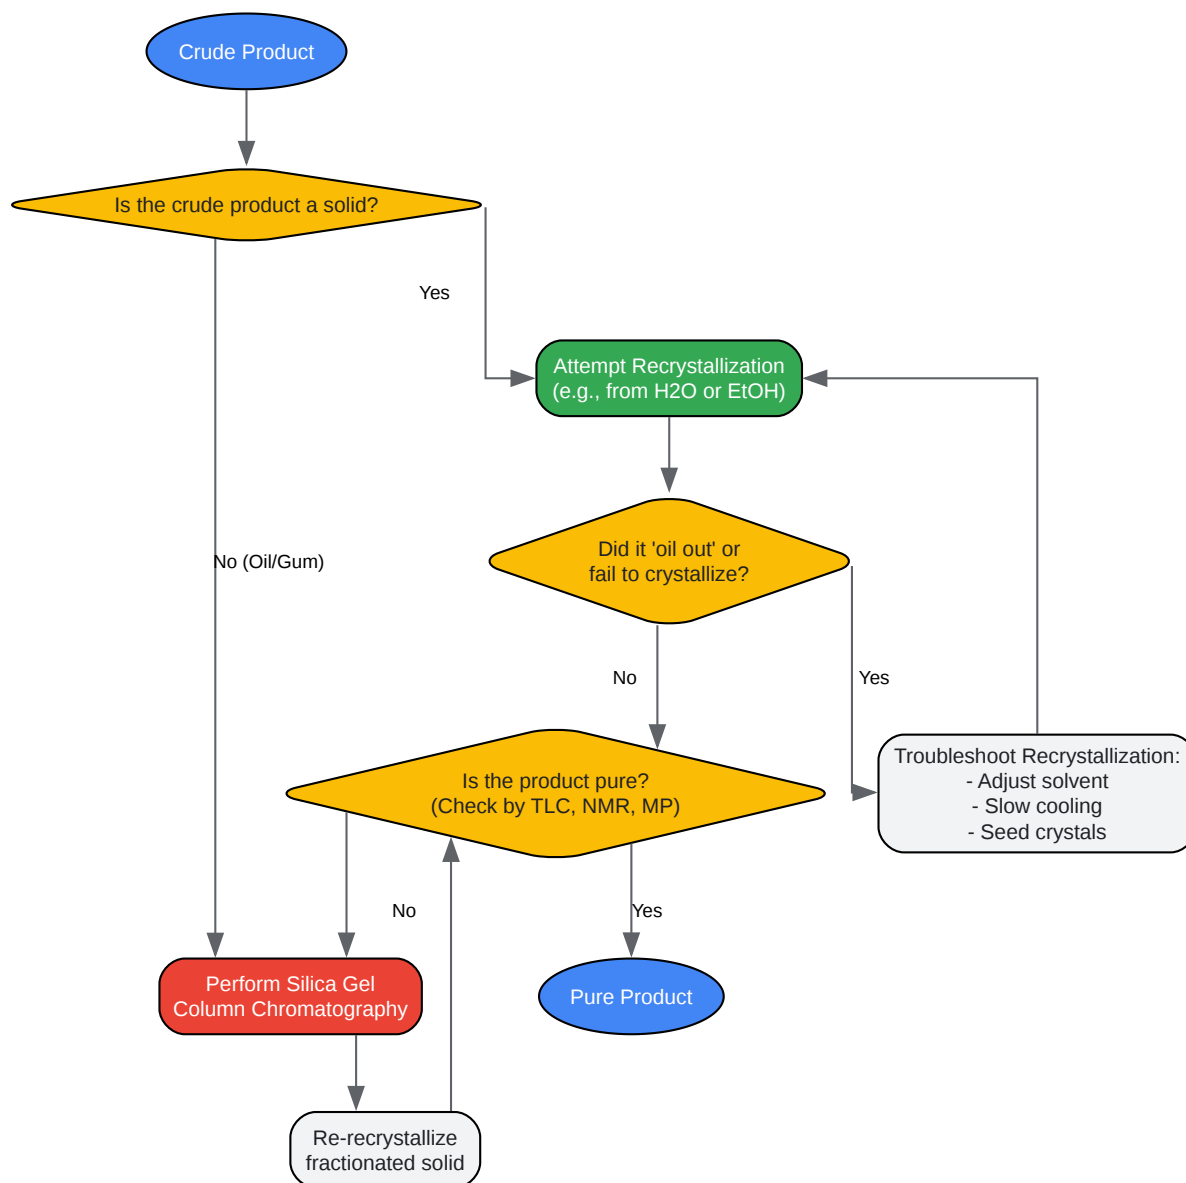 Crude Product
Is the crude product a solid?
Yes
Attempt Recrystallization
(e.g., from H2O or EtOH)
No (Oil/Gum)
Did it 'oil out' or
fail to crystallize?
No
Yes
Troubleshoot Recrystallization:
- Adjust solvent
- Slow cooling
- Seed crystals
Is the product pure?
(Check by TLC, NMR, MP)
No
Yes
Perform Silica Gel
Column Chromatography
Pure Product
Re-recrystallize
fractionated solid